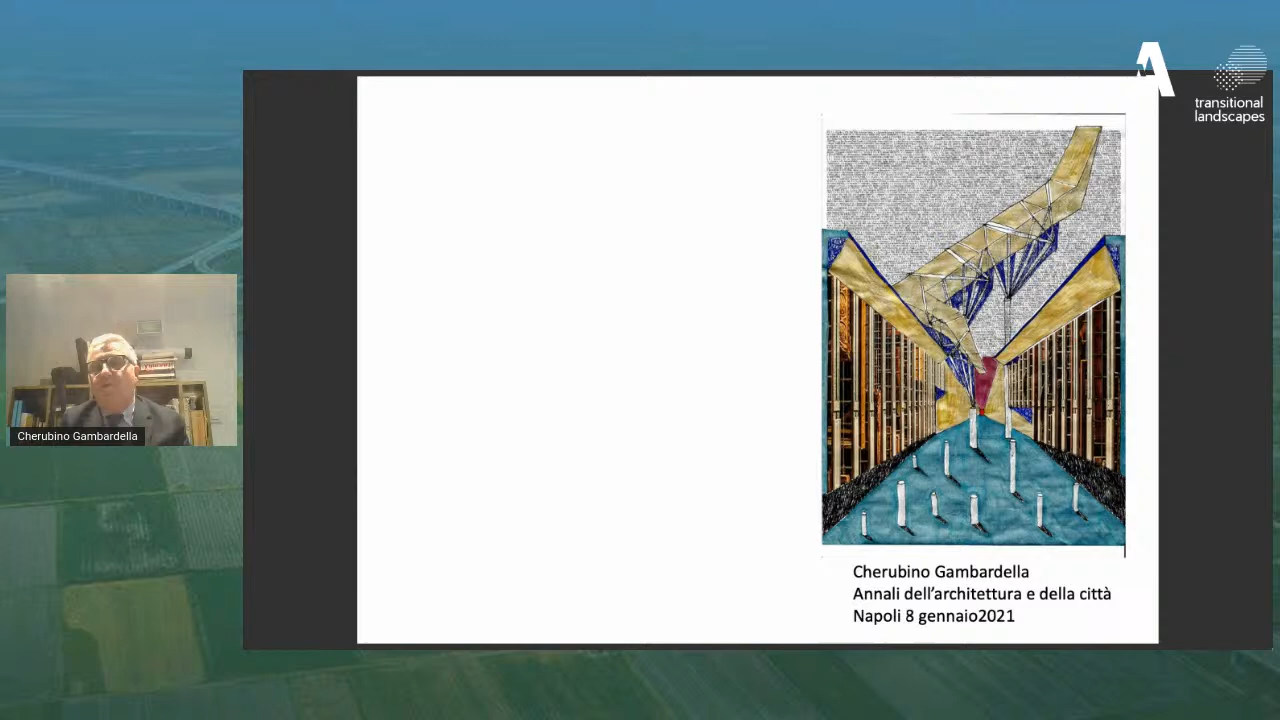 transitional
landscapes
Cherubino Gambardella
Cherubino Gambardella
Annali dell'architettura e della città
Napoli 8 gennaio2021